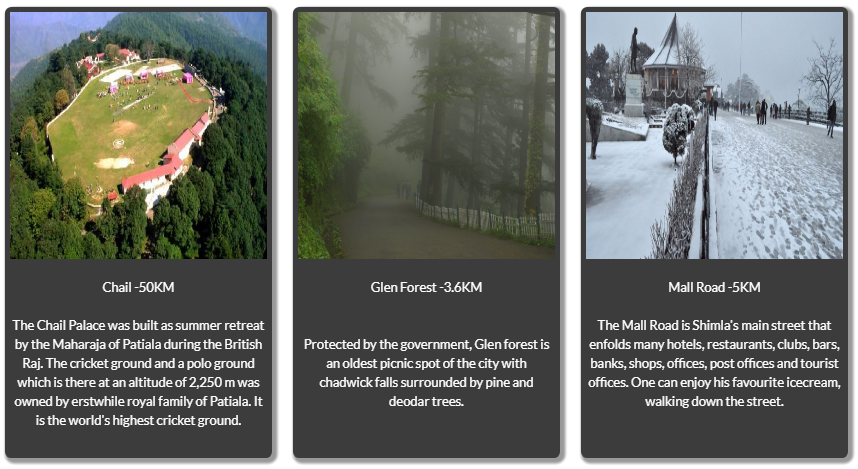 Chail -50KM
The Chail Palace was built as summer retreat
by the Maharaja of Patiala during the British
Raj. The cricket ground and a polo ground
which is there at an altitude of 2,250 m was
owned by erstwhile royal family of Patiala. It
is the world's highest cricket ground.
Glen Forest -3.6KM
Protected by the government, Glen forest is
an oldest picnic spot of the city with
chadwick falls surrounded by pine and
deodar trees.
Mall Road -5KM
The Mall Road is Shimla's main street that
enfolds many hotels, restaurants, clubs, bars,
banks, shops, offices, post offices and tourist
offices. One can enjoy his favourite icecream,
walking down the street.